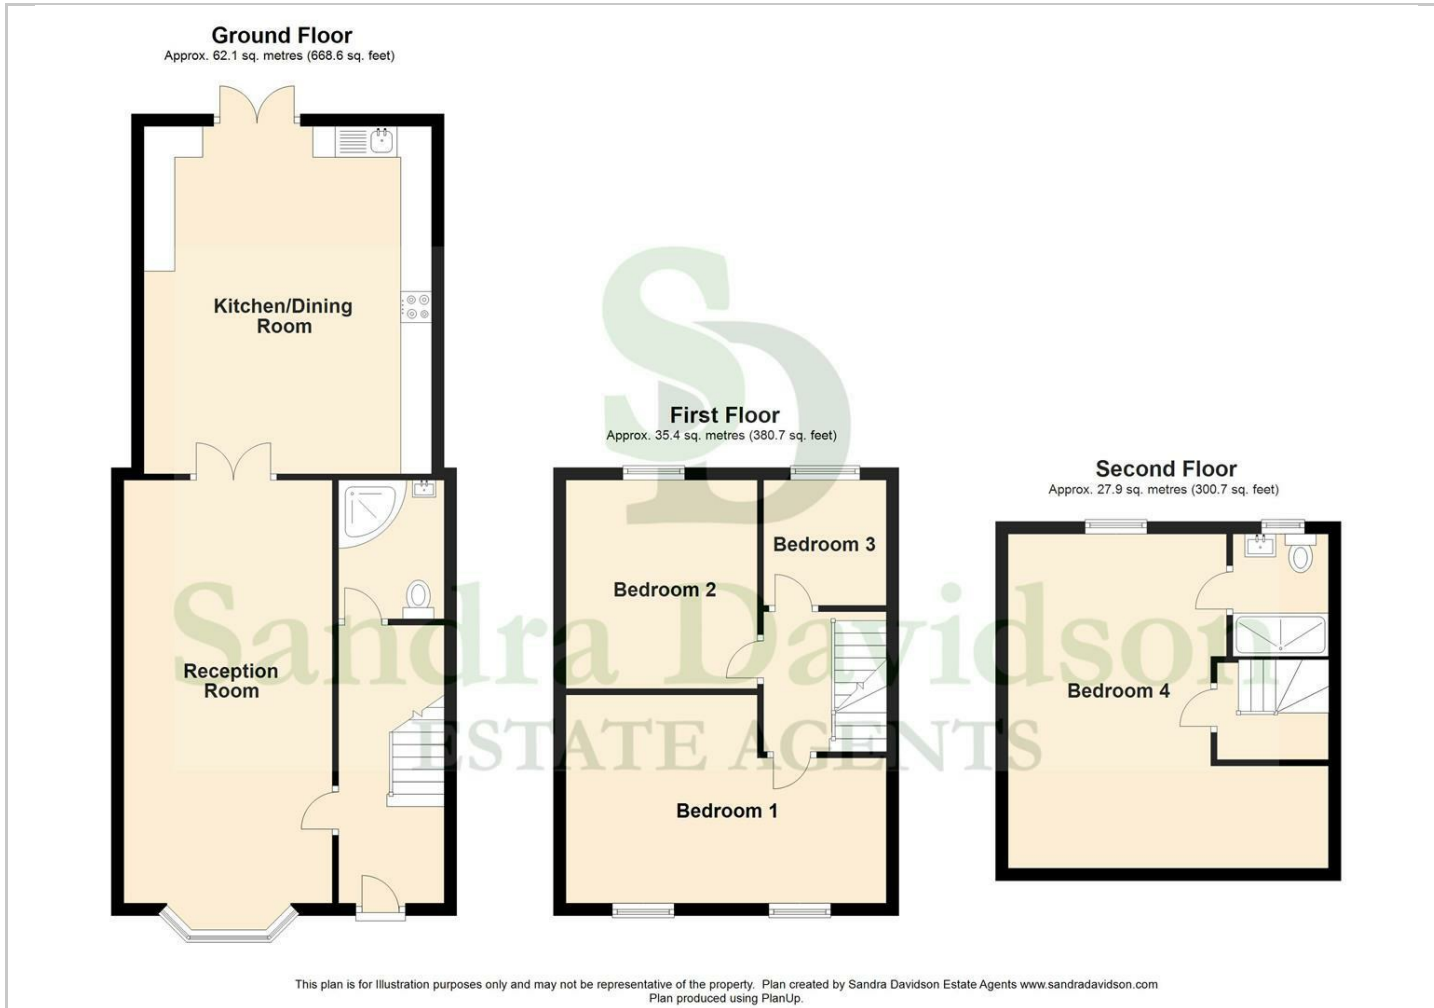 Ground Floor
Approx. 62.1 sq. metres (668.6 sq. feet)
Kitchen/Dining
Room
Reception
Room
First Floor
Approx. 35.4 sq. metres (380.7 sq. feet)
Bedroom 3
Bedroom 2
Bedroom 1
Second Floor
Approx. 27.9 sq. metres (300.7 sq. feet)
Bedroom 4
SD
Sandra Davidson
ESTATE AGENTS
This plan is for Illustration purposes only and may not be representative of the property. Plan created by Sandra Davidson Estate Agents www.sandradavidson.com
Plan produced using PlanUp.